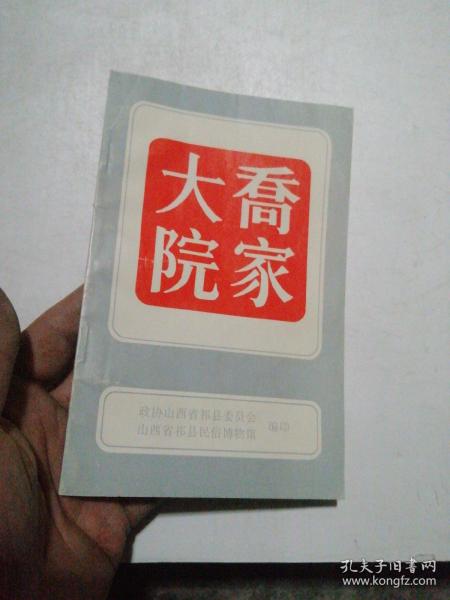 喬家
大院
政协山西省祁县委员会
山西省祁县民俗博物馆
编印
孔夫子旧书网
www.kongfz.com